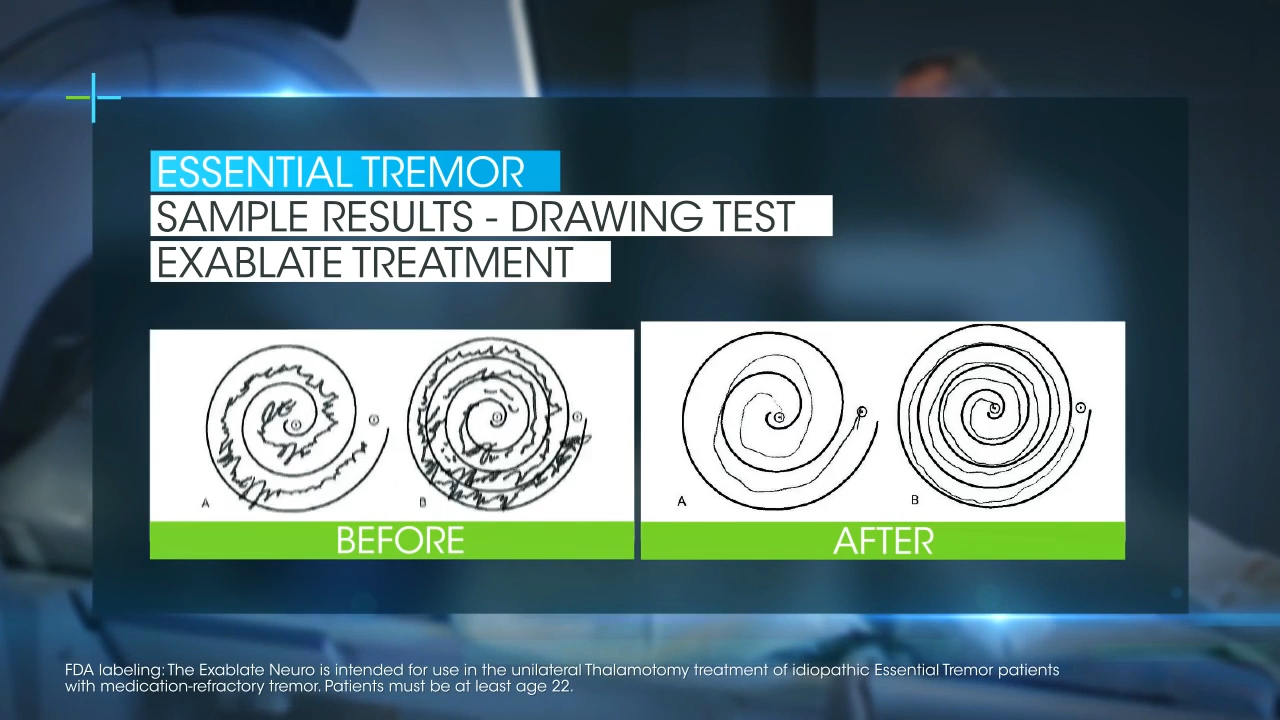 ESSENTIAL TREMOR
SAMPLE RESULTS - DRAWING TEST
EXABLATE TREATMENT
A
B
A
B
BEFORE
AFTER
FDA labeling: The Exablate Neuro is intended for use in the unilateral Thalamotomy treatment of idiopathic Essential Tremor patients
with medication-refractory tremor. Patients must be at least age 22.